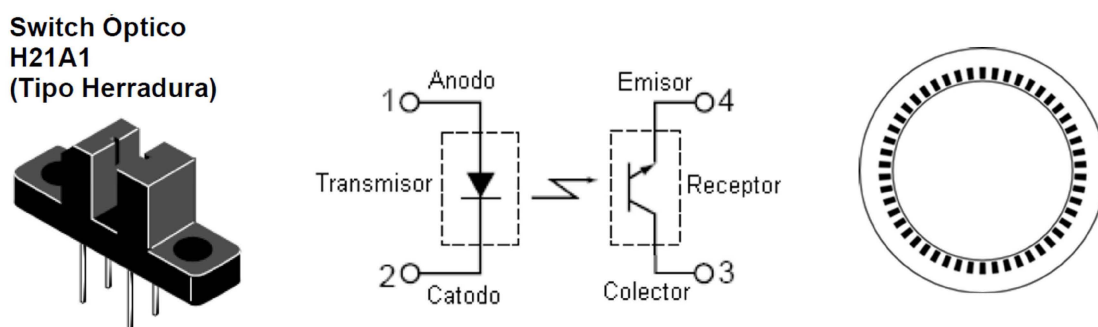 Switch Óptico
H21A1
(Tipo Herradura)
1 Anodo
Transmisor
2 Catodo
Emisor 4
Receptor
Colector 3